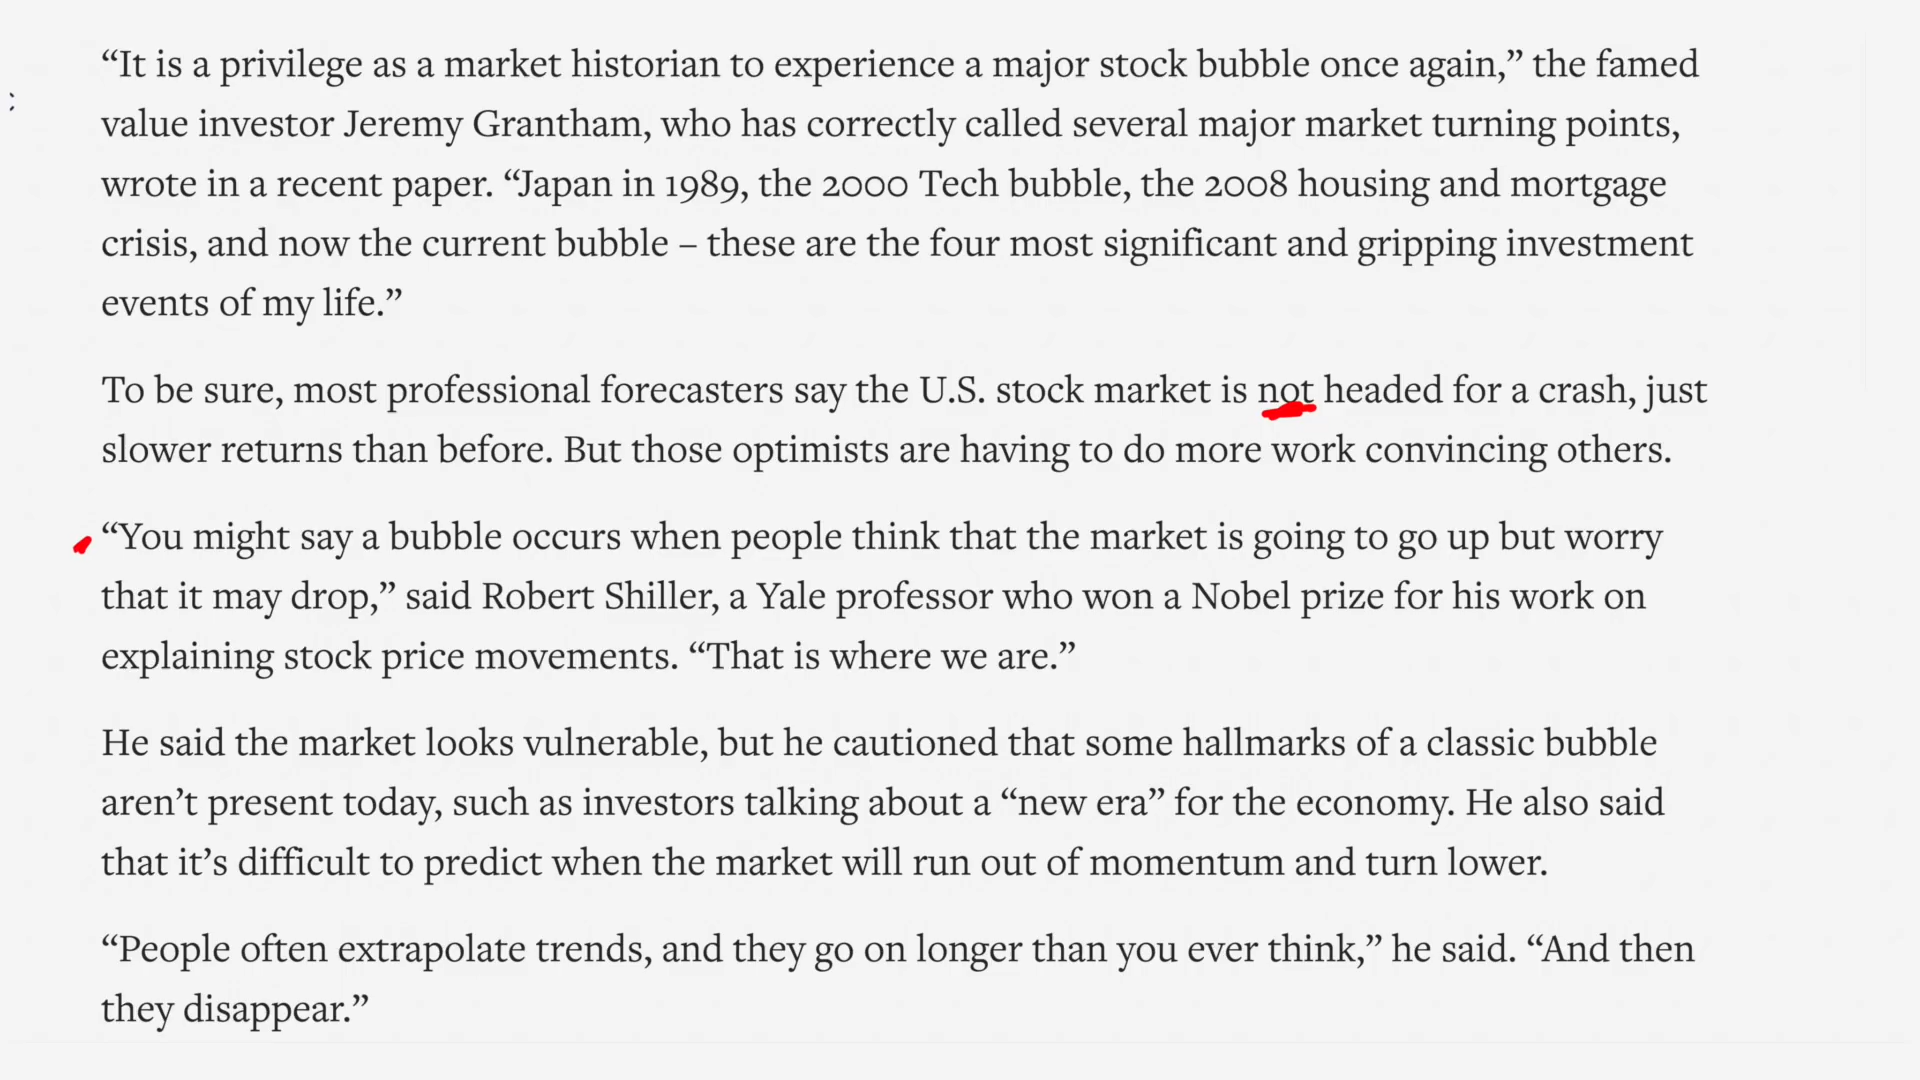 “It is a privilege as a market historian to experience a major stock bubble once again,” the famed
value investor Jeremy Grantham, who has correctly called several major market turning points,
wrote in a recent paper. “Japan in 1989, the 2000 Tech bubble, the 2008 housing and mortgage
crisis, and now the current bubble – these are the four most significant and gripping investment
events of my life.”
To be sure, most professional forecasters say the U.S. stock market is not headed for a crash, just
slower returns than before. But those optimists are having to do more work convincing others.
“You might say a bubble occurs when people think that the market is going to go up but worry
that it may drop,” said Robert Shiller, a Yale professor who won a Nobel prize for his work on
explaining stock price movements. “That is where we are.”
He said the market looks vulnerable, but he cautioned that some hallmarks of a classic bubble
aren’t present today, such as investors talking about a “new era” for the economy. He also said
that it’s difficult to predict when the market will run out of momentum and turn lower.
“People often extrapolate trends, and they go on longer than you ever think,” he said. “And then
they disappear.”